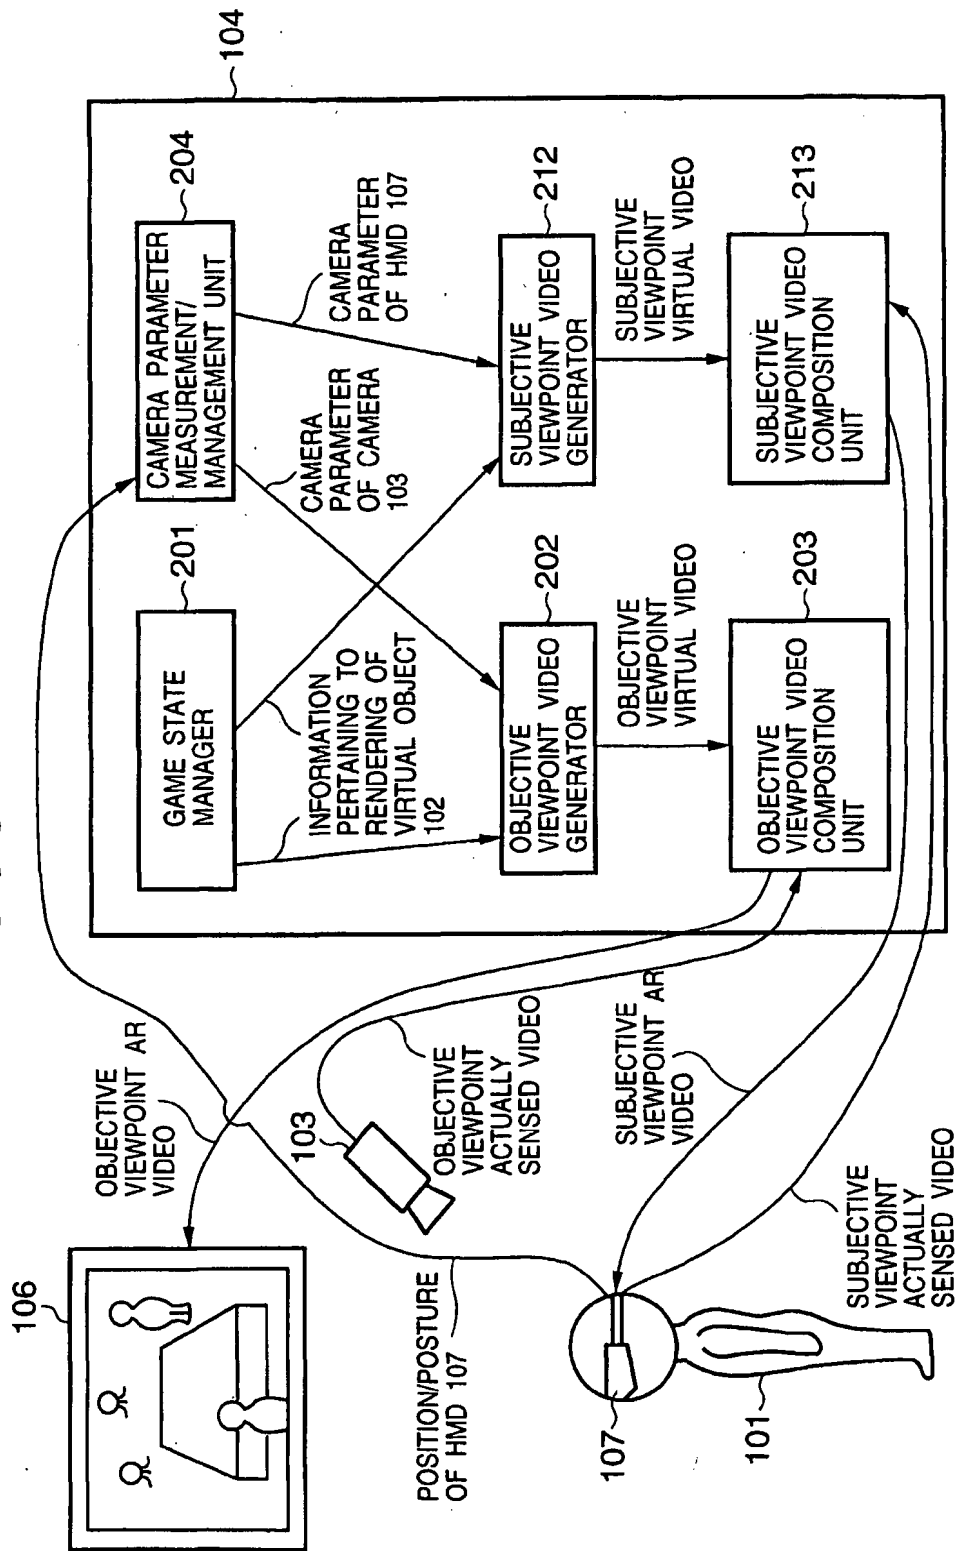 104
204
CAMERA PARAMETER
MEASUREMENT/
MANAGEMENT UNIT
201
GAME STATE
MANAGER
CAMERA
PARAMETER
OF HMD 107
CAMERA
PARAMETER
OF CAMERA
103
INFORMATION
PERTAINING TO
RENDERING OF
VIRTUAL OBJECT
102
212
SUBJECTIVE
VIEWPOINT VIDEO
GENERATOR
202
OBJECTIVE
VIEWPOINT VIDEO
GENERATOR
SUBJECTIVE
VIEWPOINT
VIRTUAL VIDEO
OBJECTIVE
VIEWPOINT
VIRTUAL VIDEO
213
SUBJECTIVE
VIEWPOINT VIDEO
COMPOSITION
UNIT
203
OBJECTIVE
VIEWPOINT VIDEO
COMPOSITION
UNIT
OBJECTIVE
VIEWPOINT AR
VIDEO
103
OBJECTIVE
VIEWPOINT
ACTUALLY
SENSED VIDEO
SUBJECTIVE
VIEWPOINT AR
VIDEO
SUBJECTIVE
VIEWPOINT
ACTUALLY
SENSED VIDEO
106
POSITION/POSTURE
OF HMD 107
107
101